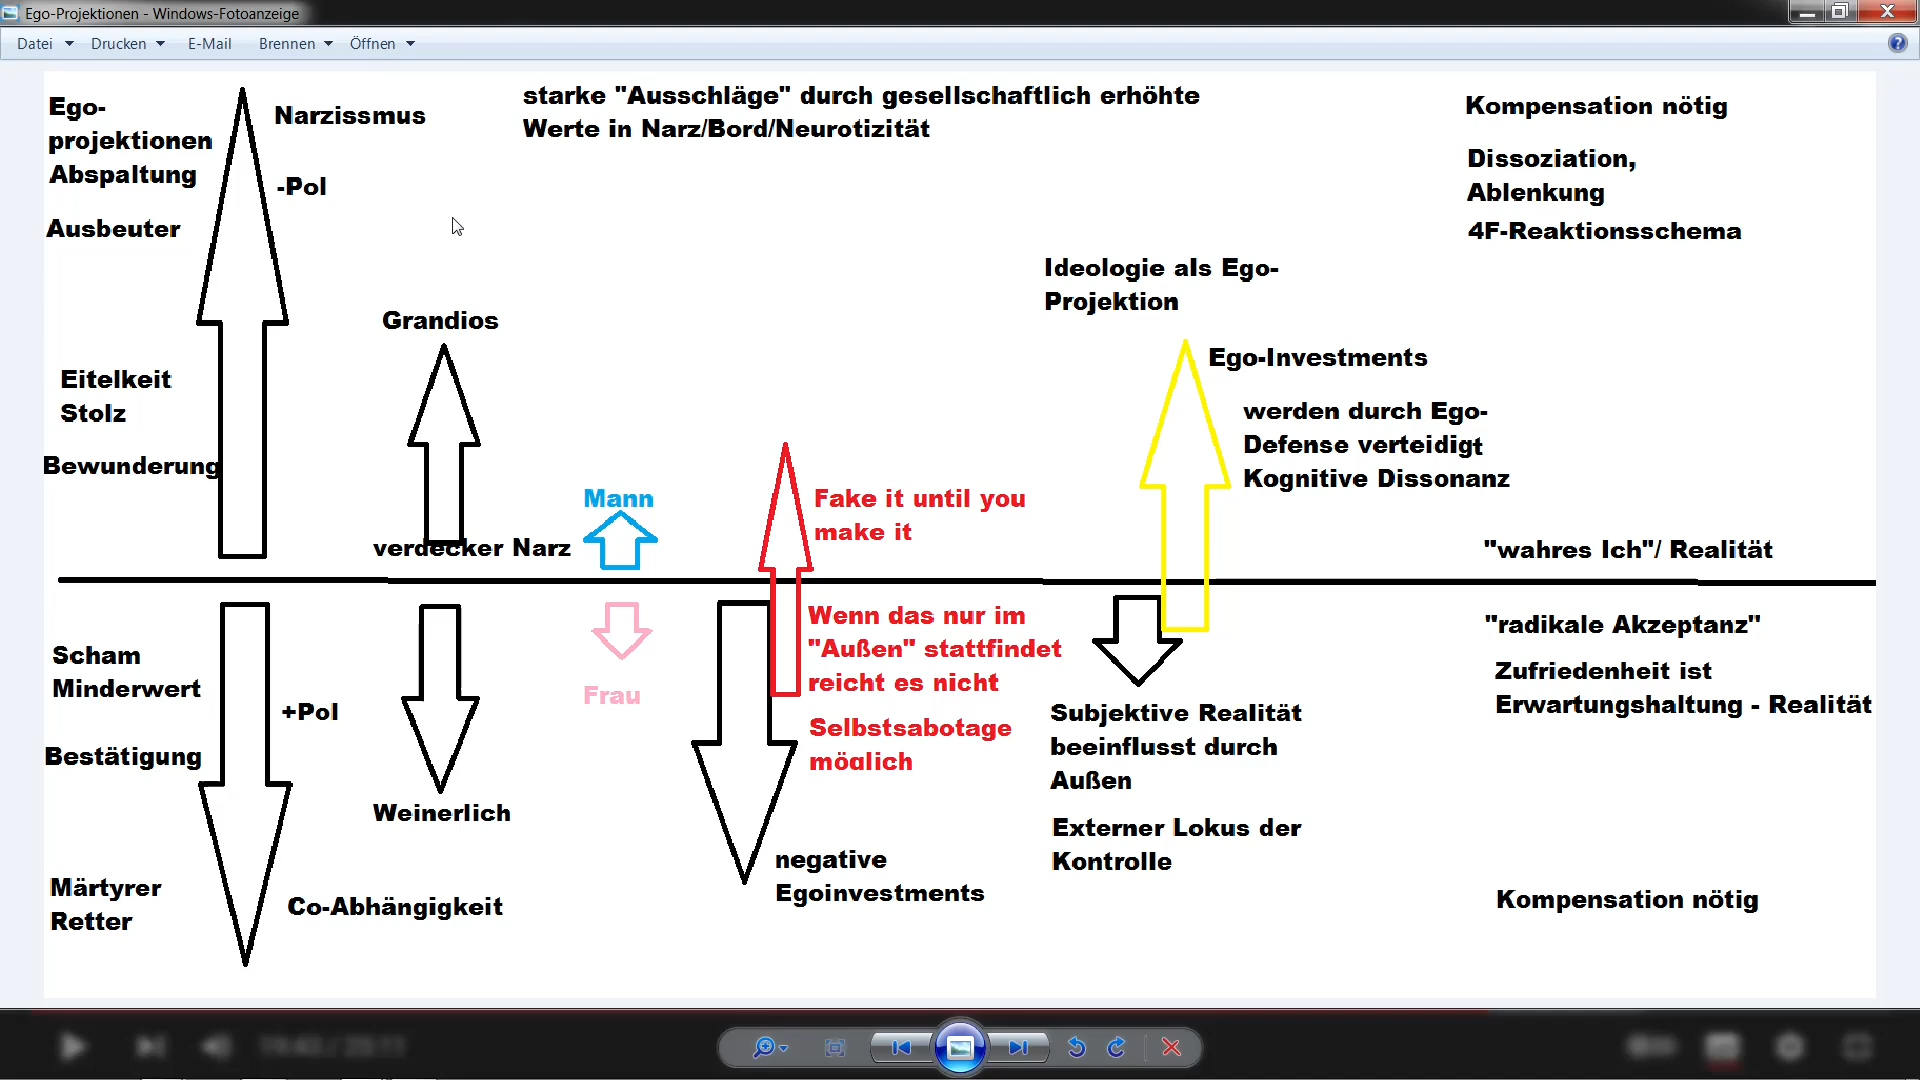 Ego-Projektionen - Windows-Fotoanzeige
Datei Drucken E-Mail Brennen Öffnen
Ego-
projektionen
Abspaltung
Ausbeuter
Narzissmus
-Pol
starke "Ausschläge" durch gesellschaftlich erhöhte
Werte in Narz/Bord/Neurotizität
Kompensation nötig
Dissoziation,
Ablenkung
4F-Reaktionsschema
Ideologie als Ego-
Projektion
Grandios
Ego-Investments
Eitelkeit
Stolz
werden durch Ego-
Defense verteidigt
Kognitive Dissonanz
Bewunderung
Mann
Fake it until you
make it
verdecker Narz
"wahres Ich"/ Realität
Wenn das nur im
"Außen" stattfindet
reicht es nicht
"radikale Akzeptanz"
Scham
Minderwert
Zufriedenheit ist
Erwartungshaltung - Realität
Frau
+Pol
Selbstsabotage
möglich
Subjektive Realität
beeinflusst durch
Außen
Bestätigung
Weinerlich
Externer Lokus der
Kontrolle
negative
Egoinvestments
Märtyrer
Retter
Co-Abhängigkeit
Kompensation nötig